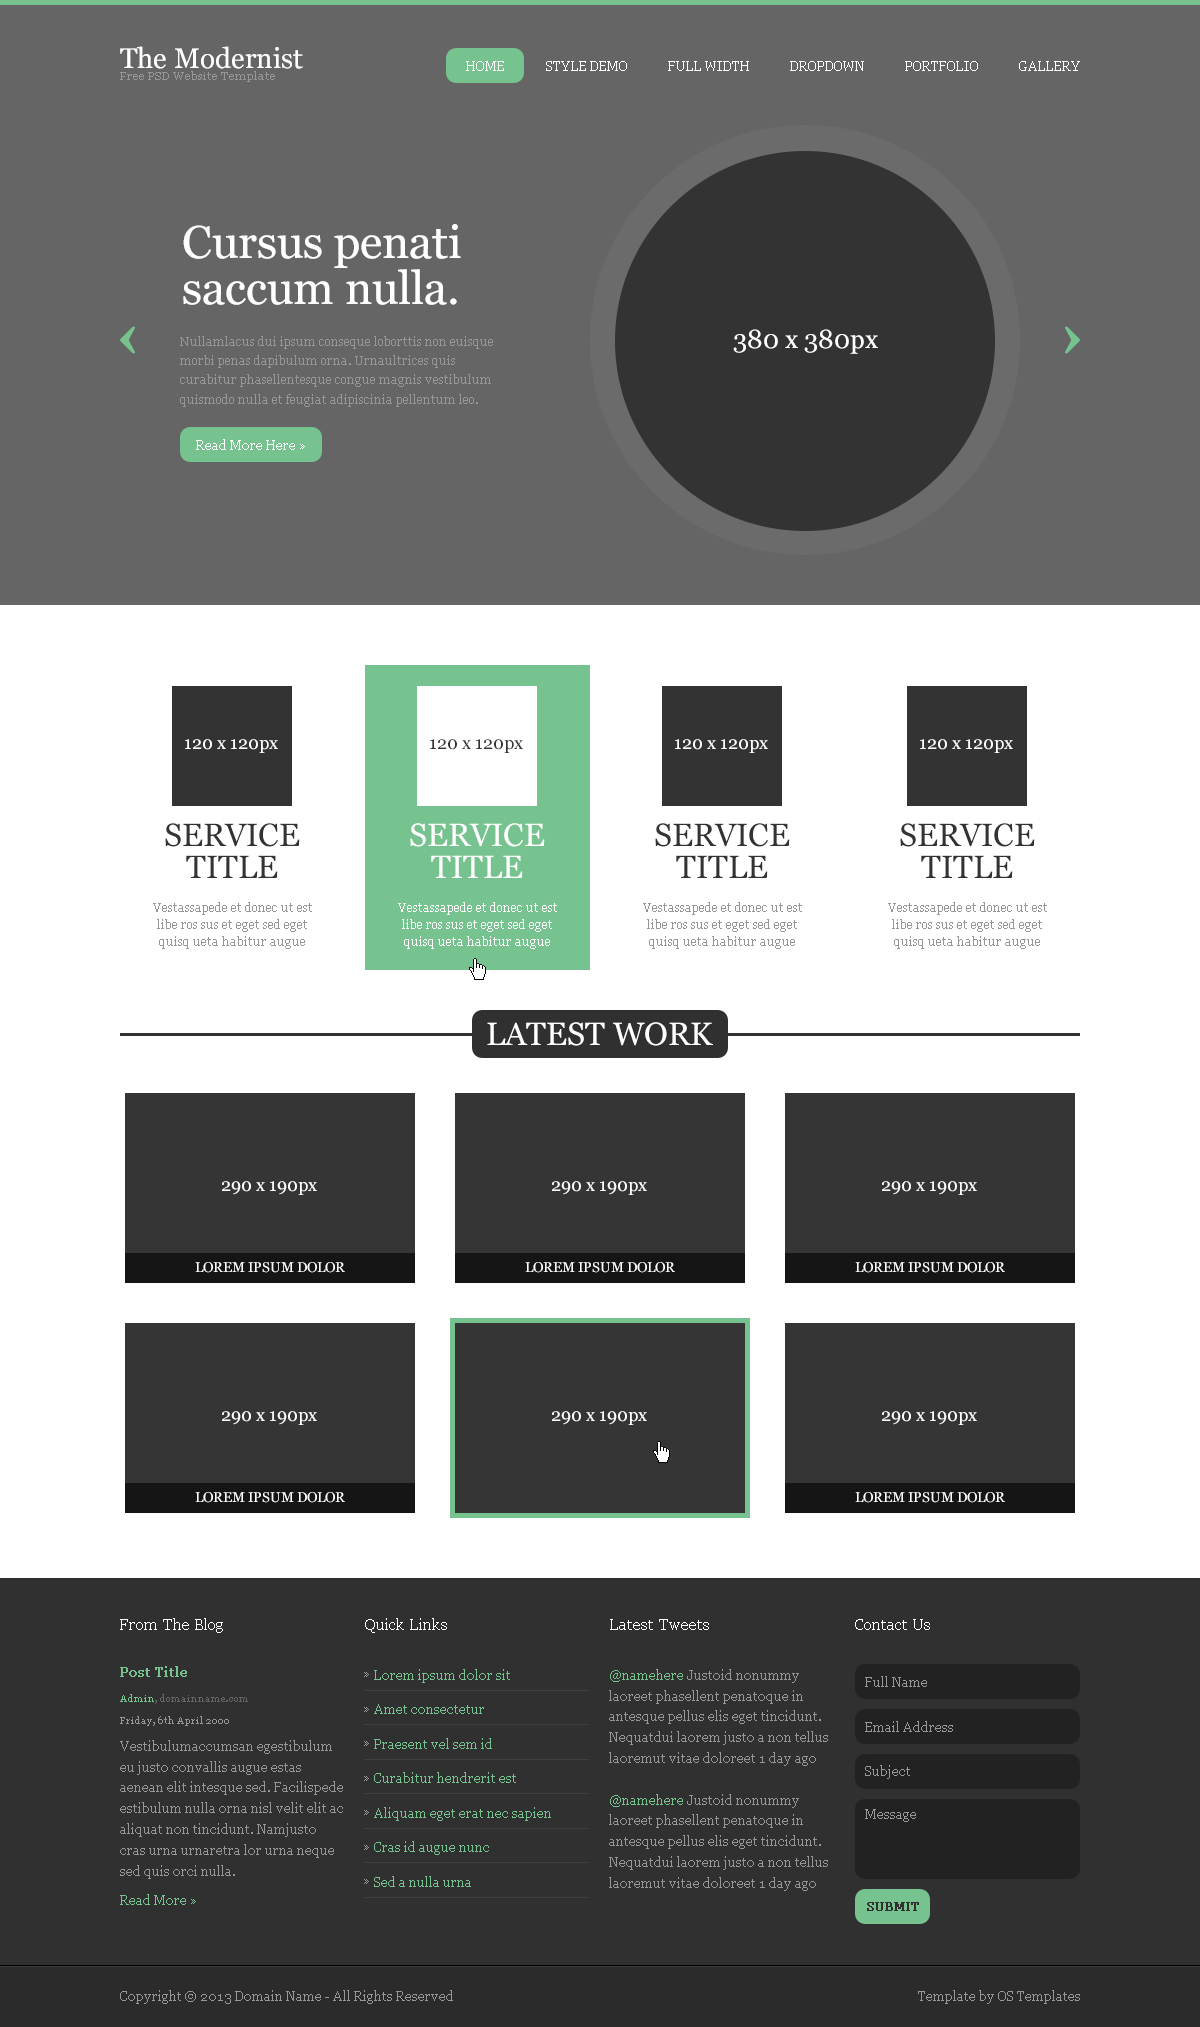 The Modernist
Free PSD Website Template
HOME STYLE DEMO FULL WIDTH DROPDOWN PORTFOLIO GALLERY
Cursus penati
saccum nulla.
Nullamlacus dui ipsum conseque loborttis non euisque
morbi penas dapibulum orna. Urnaultrices quis
curabitur phasellentesque congue magnis vestibulum
quismodo nulla et feugiat adipiscinia pellentum leo.
Read More Here »
380 x 380px
120 x 120px
SERVICE
TITLE
Vestassapede et donec ut est
libe ros sus et eget sed eget
quisq ueta habitur augue
120 x 120px
SERVICE
TITLE
Vestassapede et donec ut est
libe ros sus et eget sed eget
quisq ueta habitur augue
120 x 120px
SERVICE
TITLE
Vestassapede et donec ut est
libe ros sus et eget sed eget
quisq ueta habitur augue
120 x 120px
SERVICE
TITLE
Vestassapede et donec ut est
libe ros sus et eget sed eget
quisq ueta habitur augue
LATEST WORK
290 x 190px
LOREM IPSUM DOLOR
290 x 190px
LOREM IPSUM DOLOR
290 x 190px
LOREM IPSUM DOLOR
290 x 190px
LOREM IPSUM DOLOR
290 x 190px
290 x 190px
LOREM IPSUM DOLOR
From The Blog
Post Title
Admin, domainname.com
Friday, 6th April 2000
Vestibulumaccumsan egestibulum
eu justo convallis augue estas
aenean elit intesque sed. Facilispede
estibulum nulla orna nisl velit elit ac
aliquat non tincidunt. Namjusto
cras urna urnaretra lor urna neque
sed quis orci nulla.
Read More »
Quick Links
» Lorem ipsum dolor sit
» Amet consectetur
» Praesent vel sem id
» Curabitur hendrerit est
» Aliquam eget erat nec sapien
» Cras id augue nunc
» Sed a nulla urna
Latest Tweets
@namehere Justoid nonummy
laoreet phasellent penatoque in
antesque pellus elis eget tincidunt.
Nequatdui laorem justo a non tellus
laoremut vitae doloreet 1 day ago
@namehere Justoid nonummy
laoreet phasellent penatoque in
antesque pellus elis eget tincidunt.
Nequatdui laorem justo a non tellus
laoremut vitae doloreet 1 day ago
Contact Us
Full Name
Email Address
Subject
Message
SUBMIT
Copyright © 2013 Domain Name - All Rights Reserved
Template by OS Templates